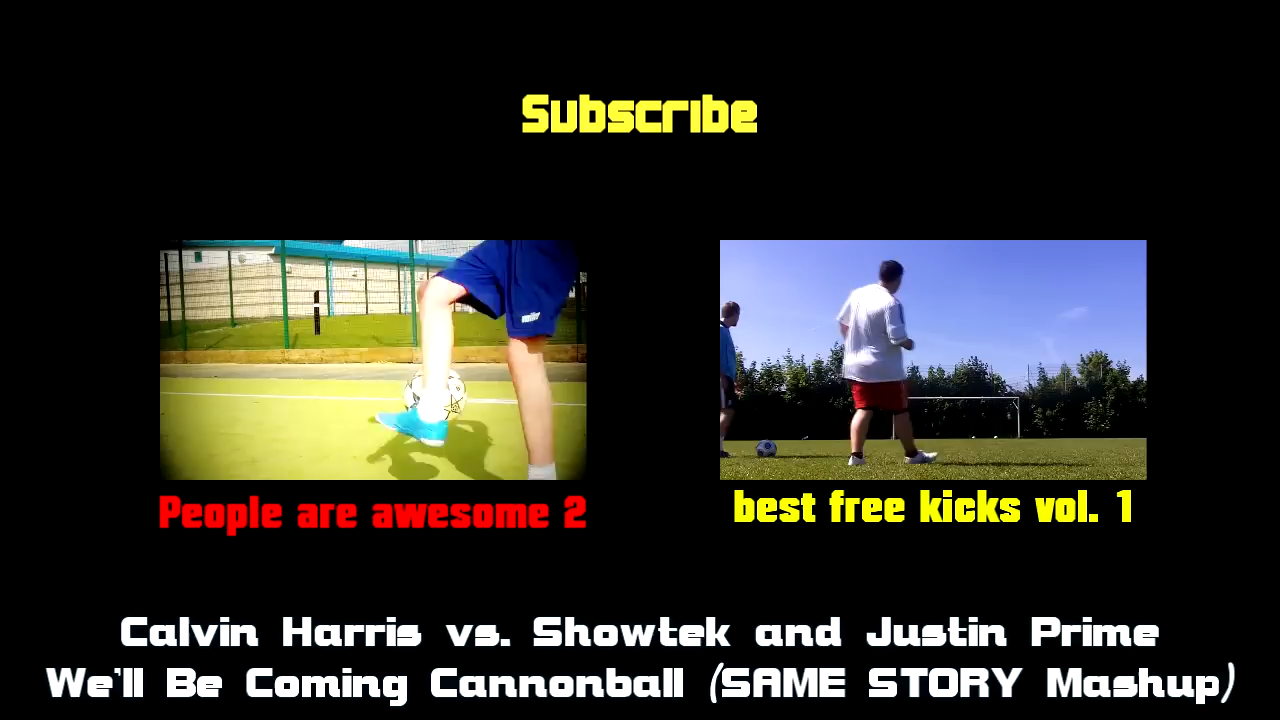 Subscribe
People are awesome 2
best free kicks vol. 1
Calvin Harris vs. Showtek and Justin Prime
We'll Be Coming Cannonball (SAME STORY Mashup)